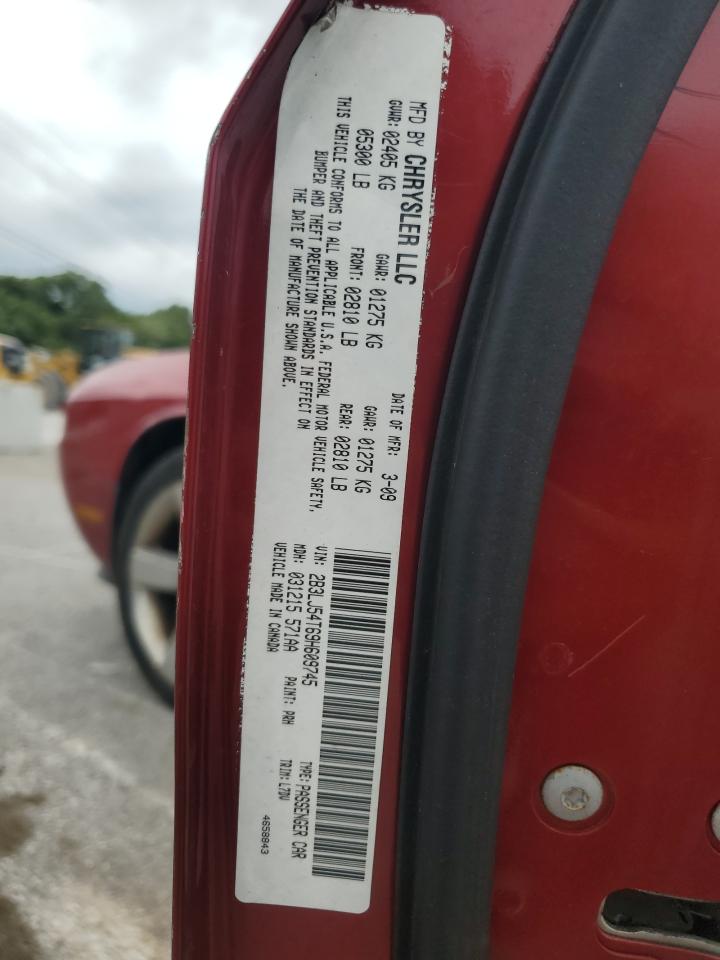 MFD BY CHRYSLER LLC
DATE OF MFR: 3-09
GVWR: 02405 KG
GAWR: 01275 KG
GAWR: 01275 KG
05300 LB
FRONT: 02810 LB
REAR: 02810 LB
THIS VEHICLE CONFORMS TO ALL APPLICABLE U.S.A. FEDERAL MOTOR VEHICLE SAFETY,
BUMPER AND THEFT PREVENTION STANDARDS IN EFFECT ON
THE DATE OF MANUFACTURE SHOWN ABOVE.
VIN: 2B3LJ54T69H609745
TYPE: PASSENGER CAR
MDH: 031215 571AA
PAINT: PRH
TRIM: L7DV
VEHICLE MADE IN CANADA
4658843